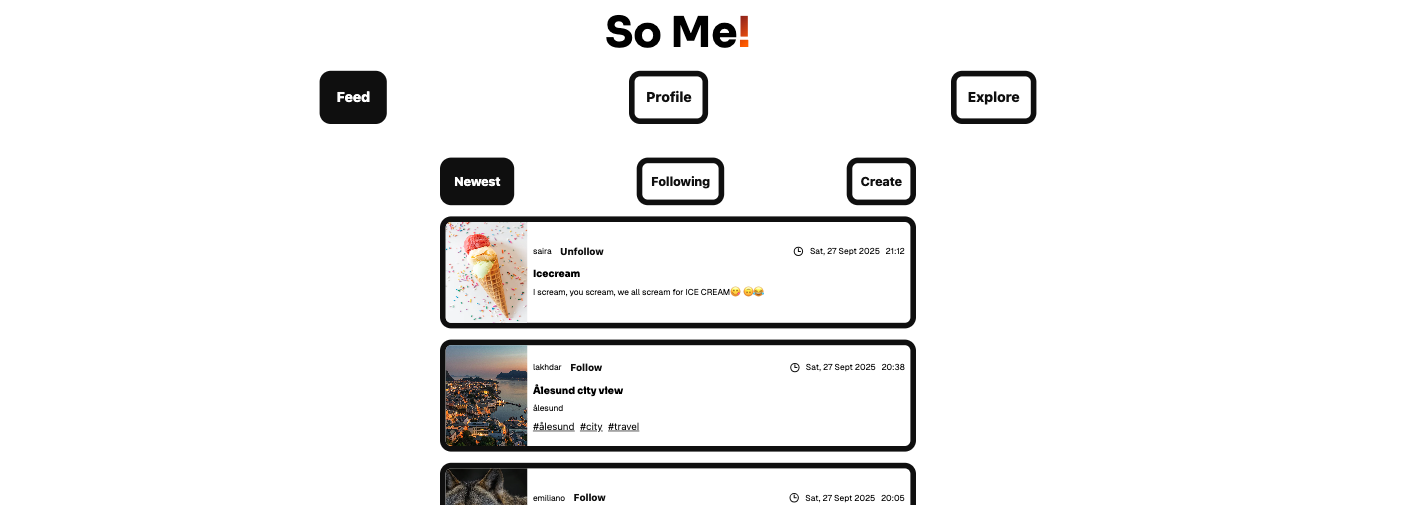 So Me!
Feed Profile Explore
Newest Following Create
saira Unfollow Sat, 27 Sept 2025 21:12
Icecream
I scream, you scream, we all scream for ICE CREAM😋 🙃😂
lakhdar Follow Sat, 27 Sept 2025 20:38
Ålesund city view
ålesund
#ålesund #city #travel
emiliano Follow Sat, 27 Sept 2025 20:05